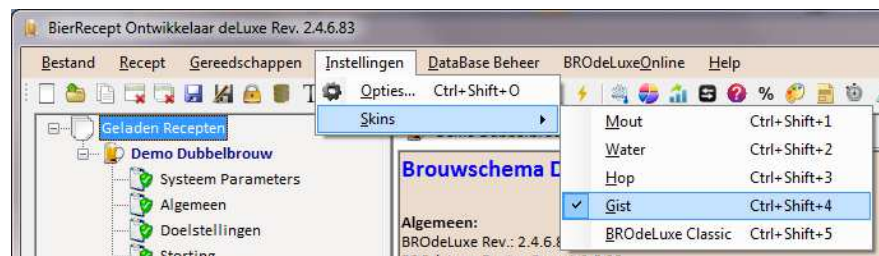 BierRecept Ontwikkelaar deLuxe Rev. 2.4.6.83
Bestand Recept Gereedschappen Instellingen DataBase Beheer BROdeLuxeOnline Help
Opties... Ctrl+Shift+O
Skins
Mout Ctrl+Shift+1
Water Ctrl+Shift+2
Hop Ctrl+Shift+3
Gist Ctrl+Shift+4
BROdeLuxe Classic Ctrl+Shift+5
Geladen Recepten
Demo Dubbelbrouw
Systeem Parameters
Algemeen
Doelstellingen
Storting
Brouwschema D
Algemeen:
BROdeLuxe Rev.: 2.4.6.8